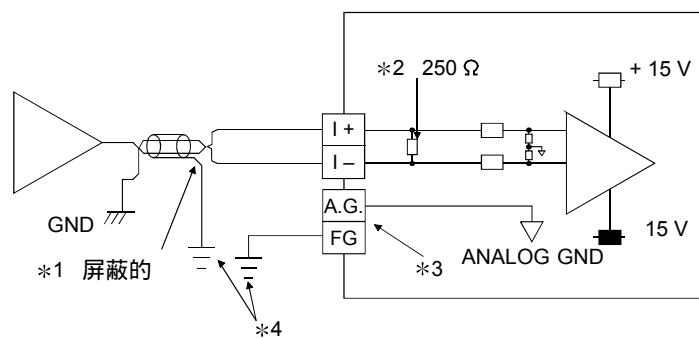 *2 250 Ω
+ 15 V
I +
I –
GND
A.G.
FG
15 V
*1 屏蔽的
*3
ANALOG GND
*4